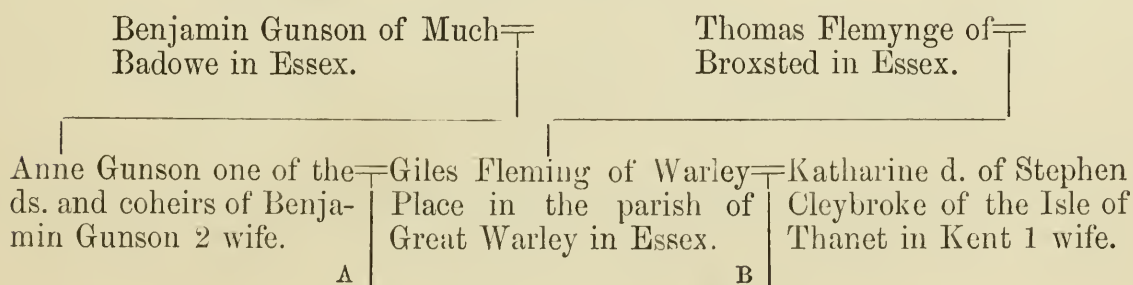 Benjamin Gunson of Much
Badowe in Essex.
Thomas Flemynge of
Broxsted in Essex.
Anne Gunson one of the
ds. and coheirs of Benja-
min Gunson 2 wife.
Giles Fleming of Warley
Place in the parish of
Great Warley in Essex.
Katharine d. of Stephen
Cleybroke of the Isle of
Thanet in Kent 1 wife.
A
B